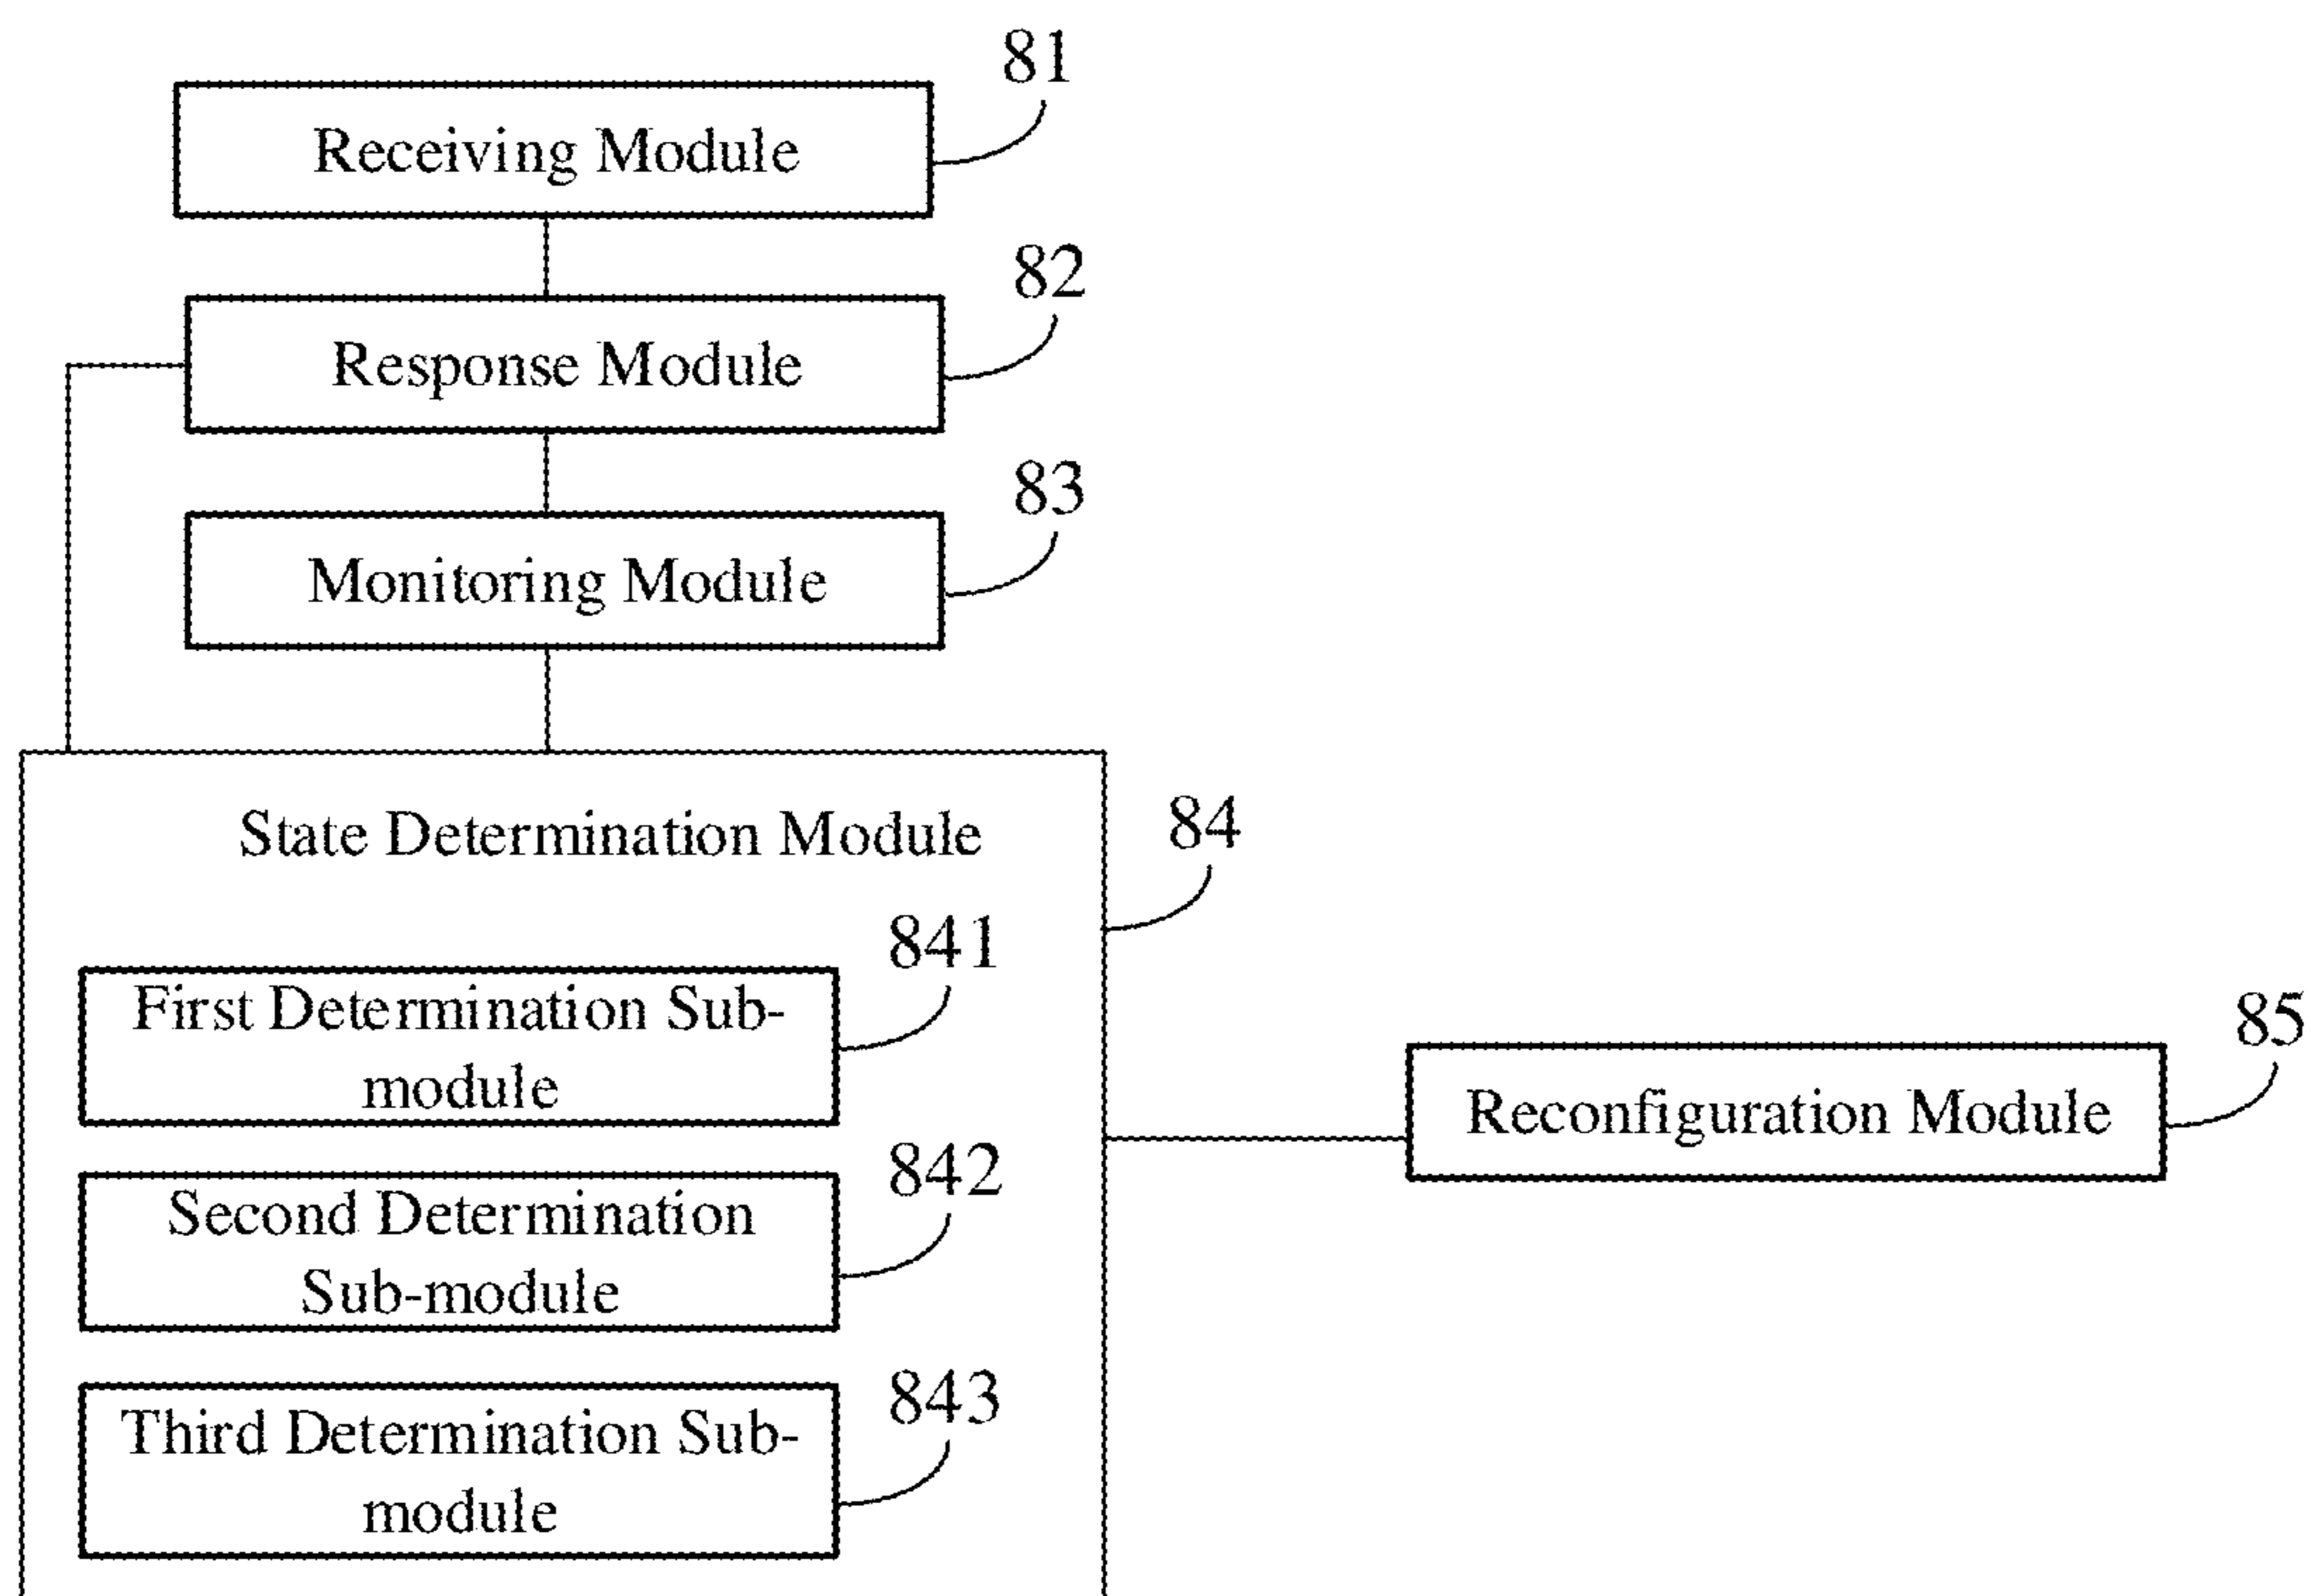 81
Receiving Module
82
Response Module
83
Monitoring Module
State Determination Module
84
841
First Determination Sub-
module
842
Second Determination
Sub-module
843
Third Determination Sub-
module
85
Reconfiguration Module